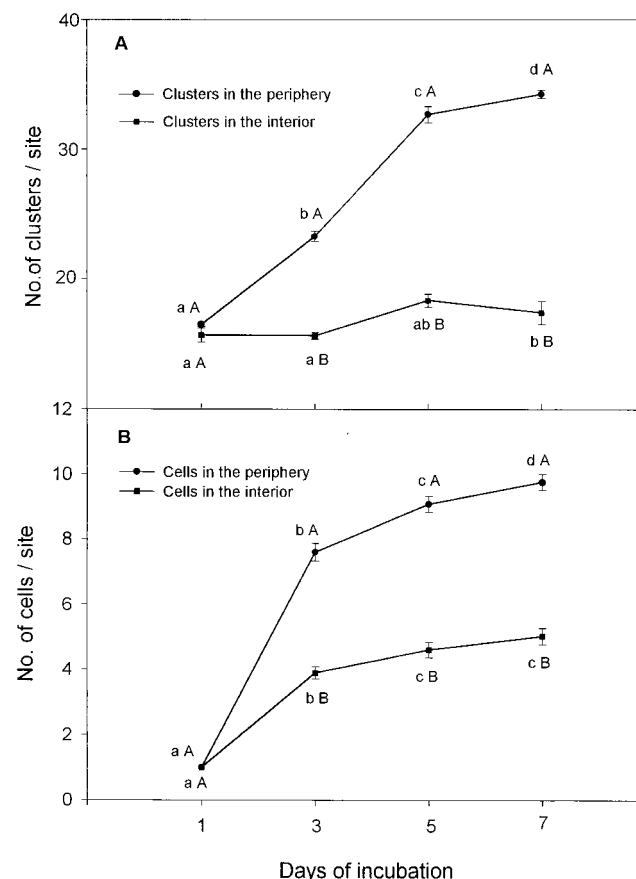 40
A
d A
c A
Clusters in the periphery
Clusters in the interior
30
No.of clusters / site
b A
20
a A
ab B
a A
a B
b B
12
B
d A
Cells in the periphery
c A
Cells in the interior
10
b A
8
No. of cells / site
6
4
c B
c B
b B
2
a A
a A
0
1 3 5 7
Days of incubation